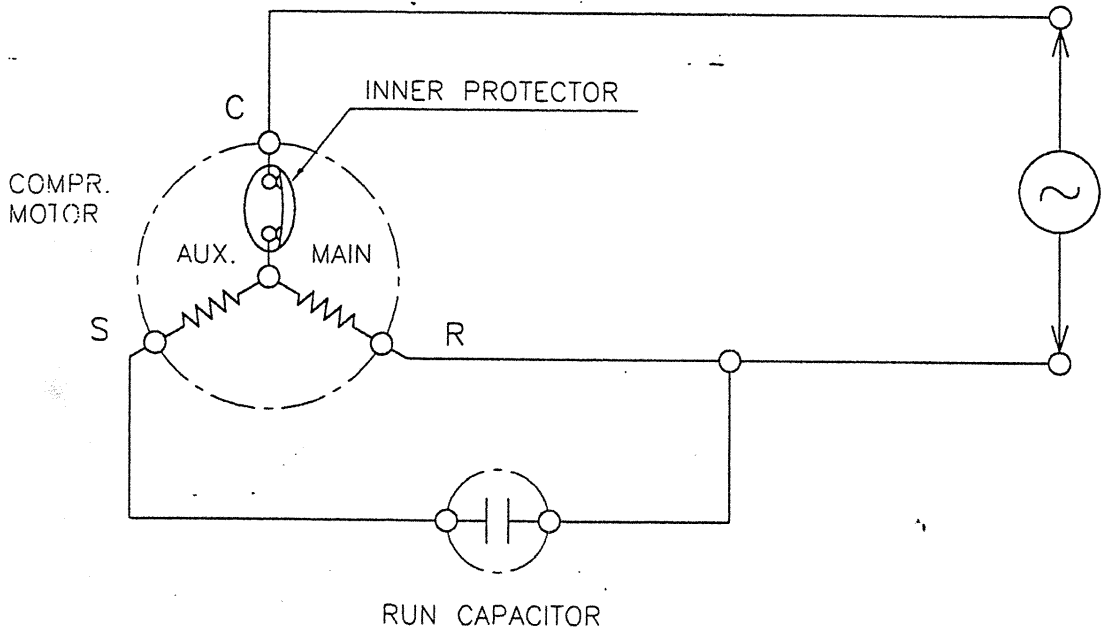 INNER PROTECTOR
C
COMPR.
MOTOR
AUX. MAIN
S
R
RUN CAPACITOR